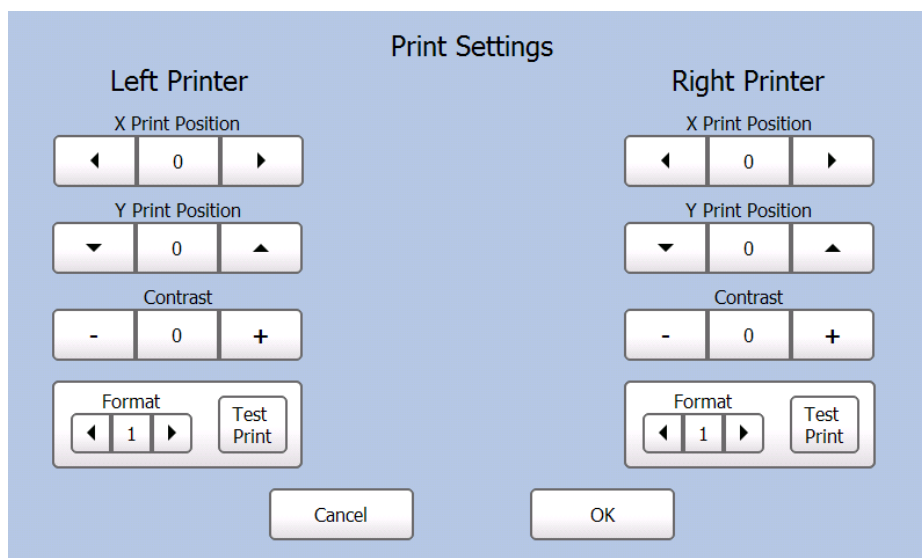 Print Settings
Left Printer
Right Printer
X Print Position
X Print Position
0
0
Y Print Position
Y Print Position
0
0
Contrast
Contrast
- 0 +
- 0 +
Format
1
Test
Print
Format
1
Test
Print
Cancel
OK